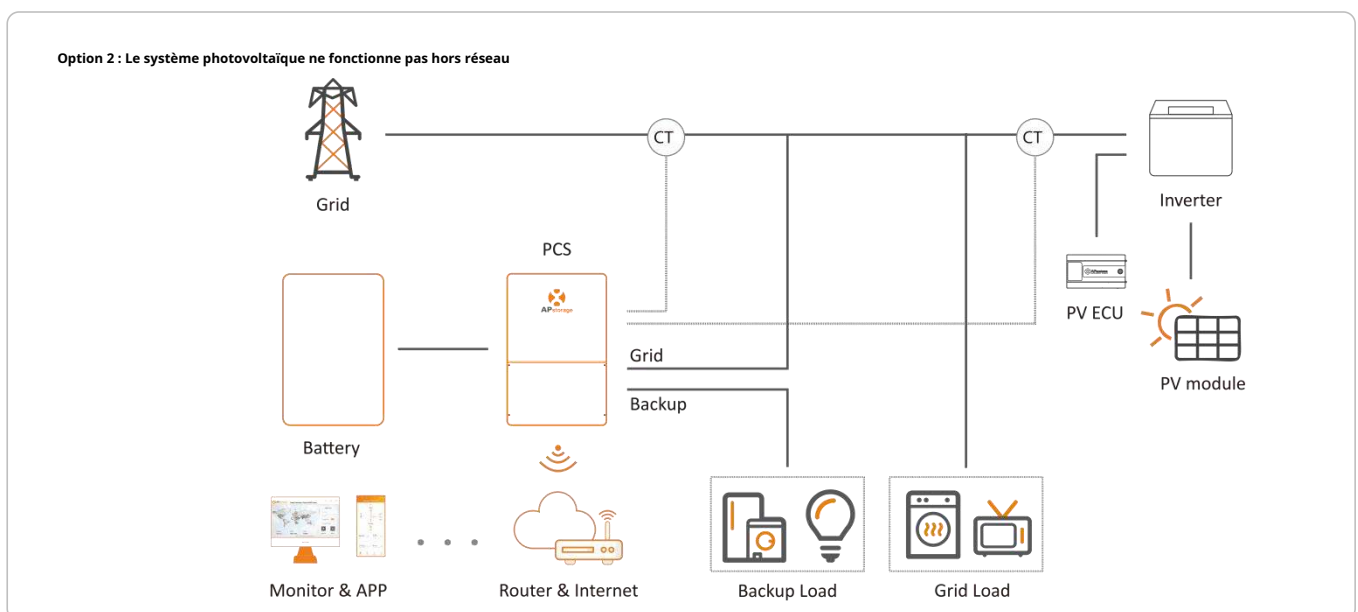 Option 2 : Le système photovoltaïque ne fonctionne pas hors réseau
CT
CT
Grid
Inverter
PCS
APstorage
PV ECU
Grid
PV module
Backup
Battery
Monitor & APP
Router & Internet
Backup Load
Grid Load